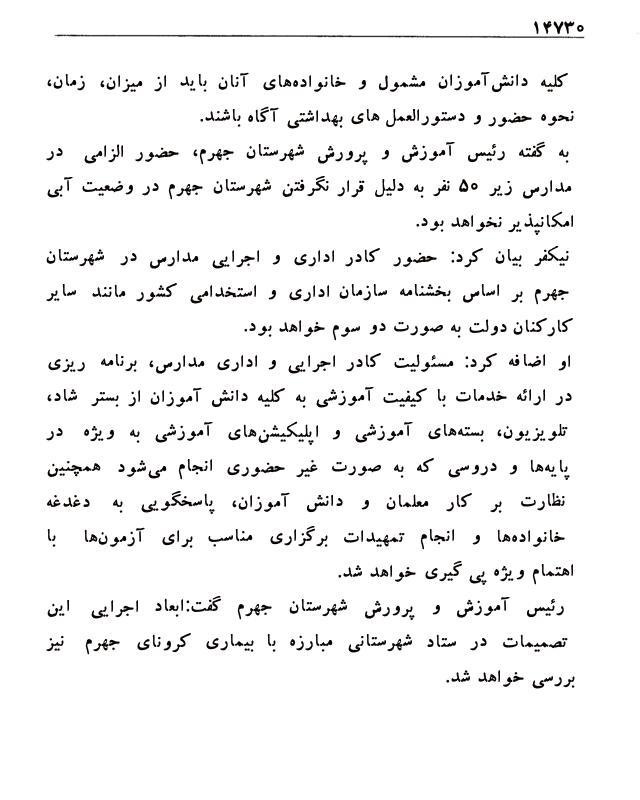 ۱۴۷۳۰
کلیه دانش‌آموزان مشمول و خانواده‌های آنان باید از میزان، زمان،
نحوه حضور و دستورالعمل های بهداشتی آگاه باشند.
به گفته رئیس آموزش و پرورش شهرستان جهرم، حضور الزامی در
مدارس زیر ۵۰ نفر به دلیل قرار نگرفتن شهرستان جهرم در وضعیت آبی
امکانپذیر نخواهد بود.
نیکفر بیان کرد: حضور کادر اداری و اجرایی مدارس در شهرستان
جهرم بر اساس بخشنامه سازمان اداری و استخدامی کشور مانند سایر
کارکنان دولت به صورت دو سوم خواهد بود.
او اضافه کرد: مسئولیت کادر اجرایی و اداری مدارس، برنامه ریزی
در ارائه خدمات با کیفیت آموزشی به کلیه دانش آموزان از بستر شاد،
تلویزیون، بسته‌های آموزشی و اپلیکیشن‌های آموزشی به ویژه در
پایه‌ها و دروسی که به صورت غیر حضوری انجام می‌شود همچنین
نظارت بر کار معلمان و دانش آموزان، پاسخگویی به دغدغه
خانواده‌ها و انجام تمهیدات برگزاری مناسب برای آزمون‌ها با
اهتمام ویژه پی گیری خواهد شد.
رئیس آموزش و پرورش شهرستان جهرم گفت:ابعاد اجرایی این
تصمیمات در ستاد شهرستانی مبارزه با بیماری کرونای جهرم نیز
بررسی خواهد شد.